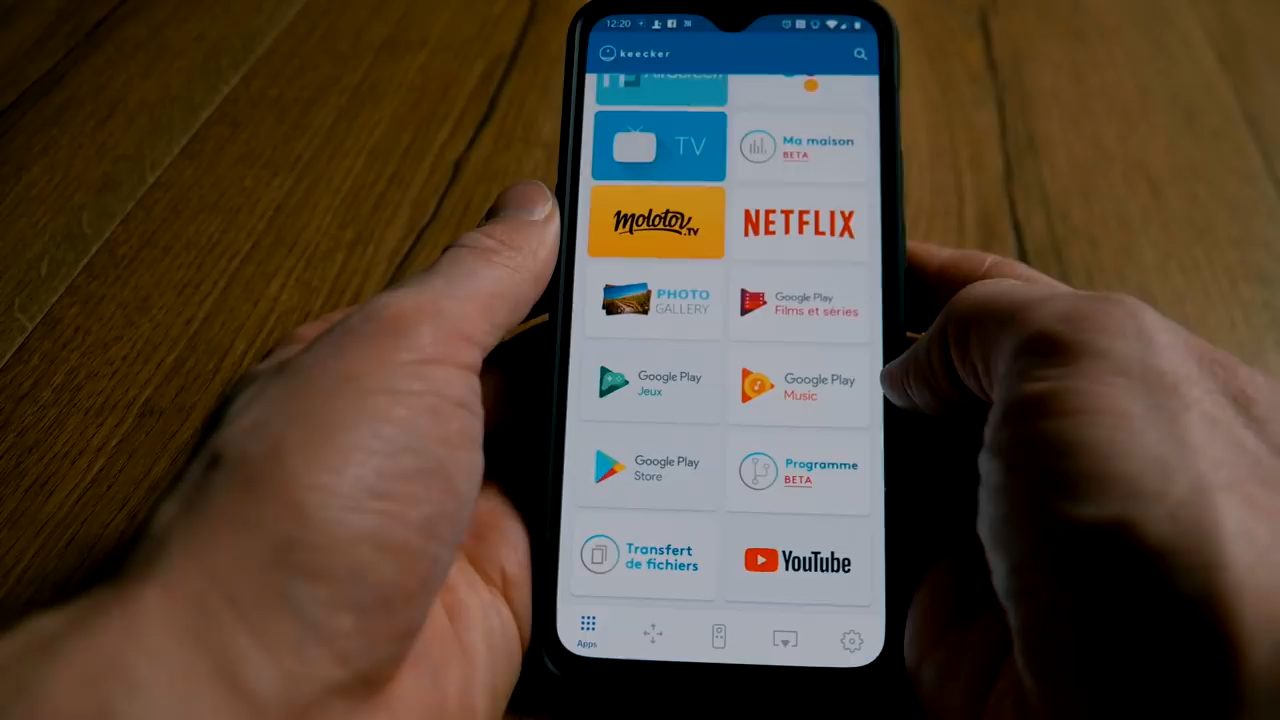 12:20
keecker
AirScreen
TV
Ma maison
BETA
molotov.TV
NETFLIX
PHOTO
GALLERY
Google Play
Films et séries
Google Play
Jeux
Google Play
Music
Google Play
Store
Programme
BETA
Transfert
de fichiers
YouTube
Apps